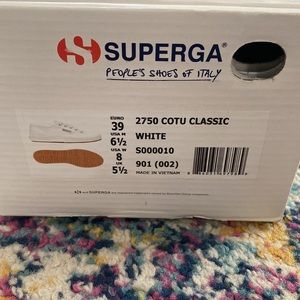 SUPERGA®
PEOPLE'S SHOES OF ITALY
EURO
39
USA M
6½
USA W
8
UK
5½
2750 COTU CLASSIC
WHITE
S000010
901 (002)
MADE IN VIETNAM